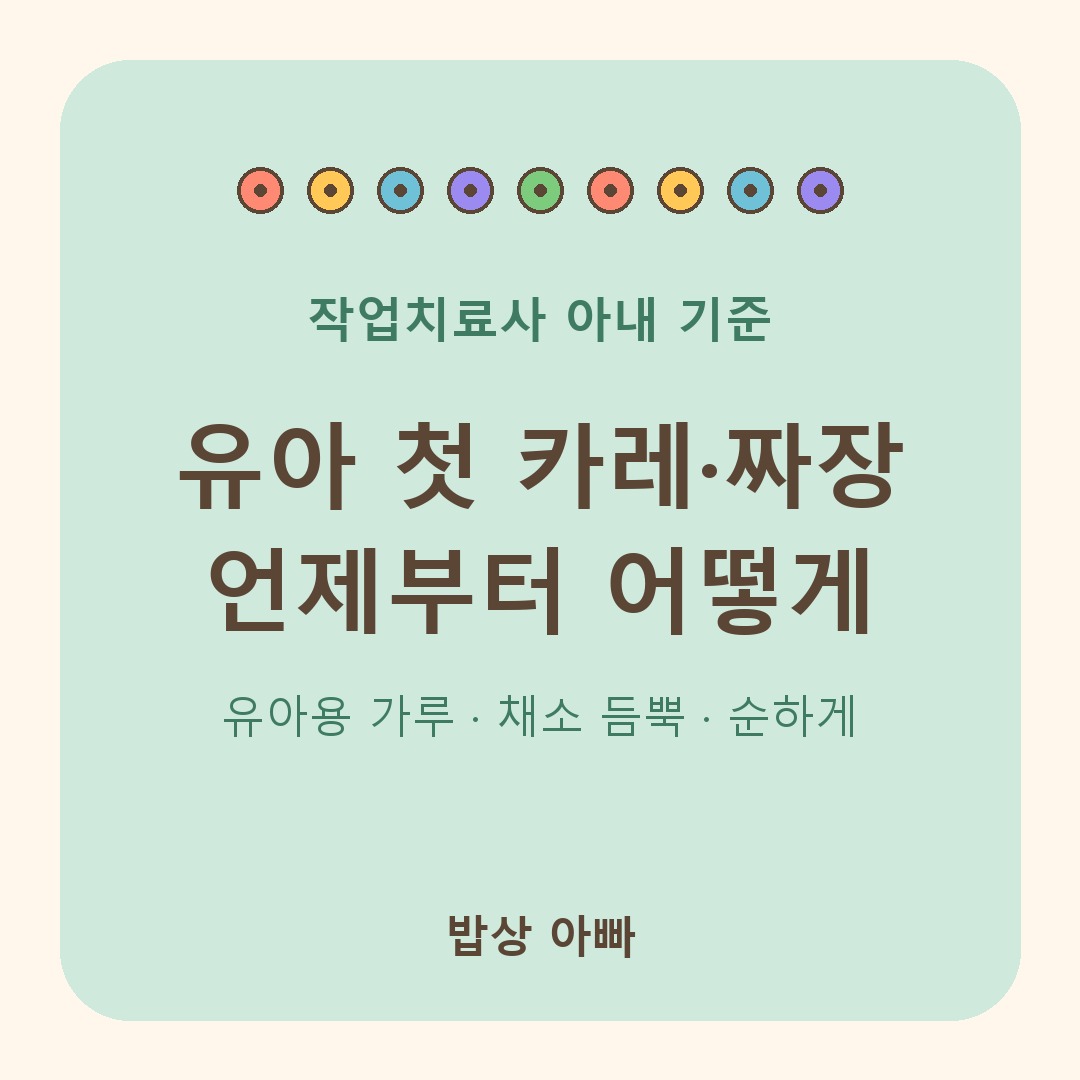 작업치료사 아내 기준
유아 첫 카레·짜장
언제부터 어떻게
유아용 가루 · 채소 듬뿍 · 순하게
밥상 아빠